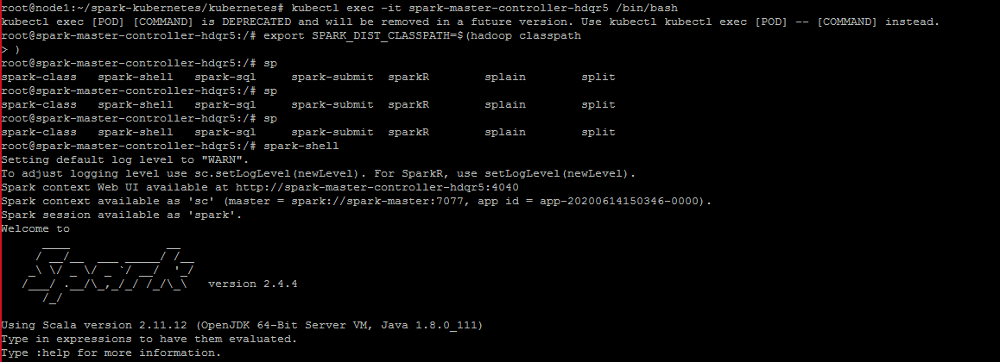 root@node1:~/spark-kubernetes/kubernetes# kubectl exec -it spark-master-controller-hdqr5 /bin/bash
kubectl exec [POD] [COMMAND] is DEPRECATED and will be removed in a future version. Use kubectl kubectl exec [POD] -- [COMMAND] instead.
root@spark-master-controller-hdqr5:/# export SPARK_DIST_CLASSPATH=$(hadoop classpath
> )
root@spark-master-controller-hdqr5:/# sp
spark-class   spark-shell   spark-sql     spark-submit  sparkR        splain        split
root@spark-master-controller-hdqr5:/# sp
spark-class   spark-shell   spark-sql     spark-submit  sparkR        splain        split
root@spark-master-controller-hdqr5:/# sp
spark-class   spark-shell   spark-sql     spark-submit  sparkR        splain        split
root@spark-master-controller-hdqr5:/# spark-shell
Setting default log level to "WARN".
To adjust logging level use sc.setLogLevel(newLevel). For SparkR, use setLogLevel(newLevel).
Spark context Web UI available at http://spark-master-controller-hdqr5:4040
Spark context available as 'sc' (master = spark://spark-master:7077, app id = app-20200614150346-0000).
Spark session available as 'spark'.
Welcome to
      ____              __
     / __/__  ___ _____/ /__
    _\ \/ _ \/ _ `/ __/  '_/
   /___/ .__/\_,_/_/ /_/\_\   version 2.4.4
      /_/
Using Scala version 2.11.12 (OpenJDK 64-Bit Server VM, Java 1.8.0_111)
Type in expressions to have them evaluated.
Type :help for more information.